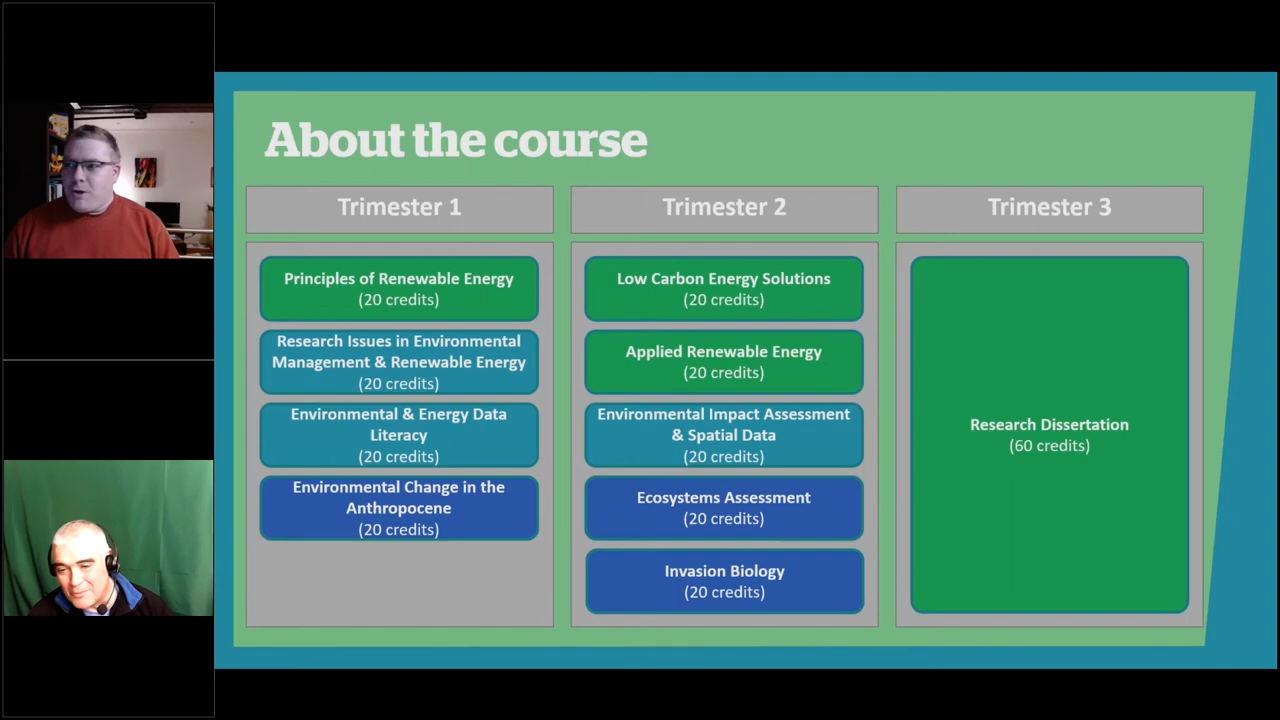 About the course
Trimester 1
Principles of Renewable Energy
(20 credits)
Research Issues in Environmental
Management & Renewable Energy
(20 credits)
Environmental & Energy Data
Literacy
(20 credits)
Environmental Change in the
Anthropocene
(20 credits)
Trimester 2
Low Carbon Energy Solutions
(20 credits)
Applied Renewable Energy
(20 credits)
Environmental Impact Assessment
& Spatial Data
(20 credits)
Ecosystems Assessment
(20 credits)
Invasion Biology
(20 credits)
Trimester 3
Research Dissertation
(60 credits)